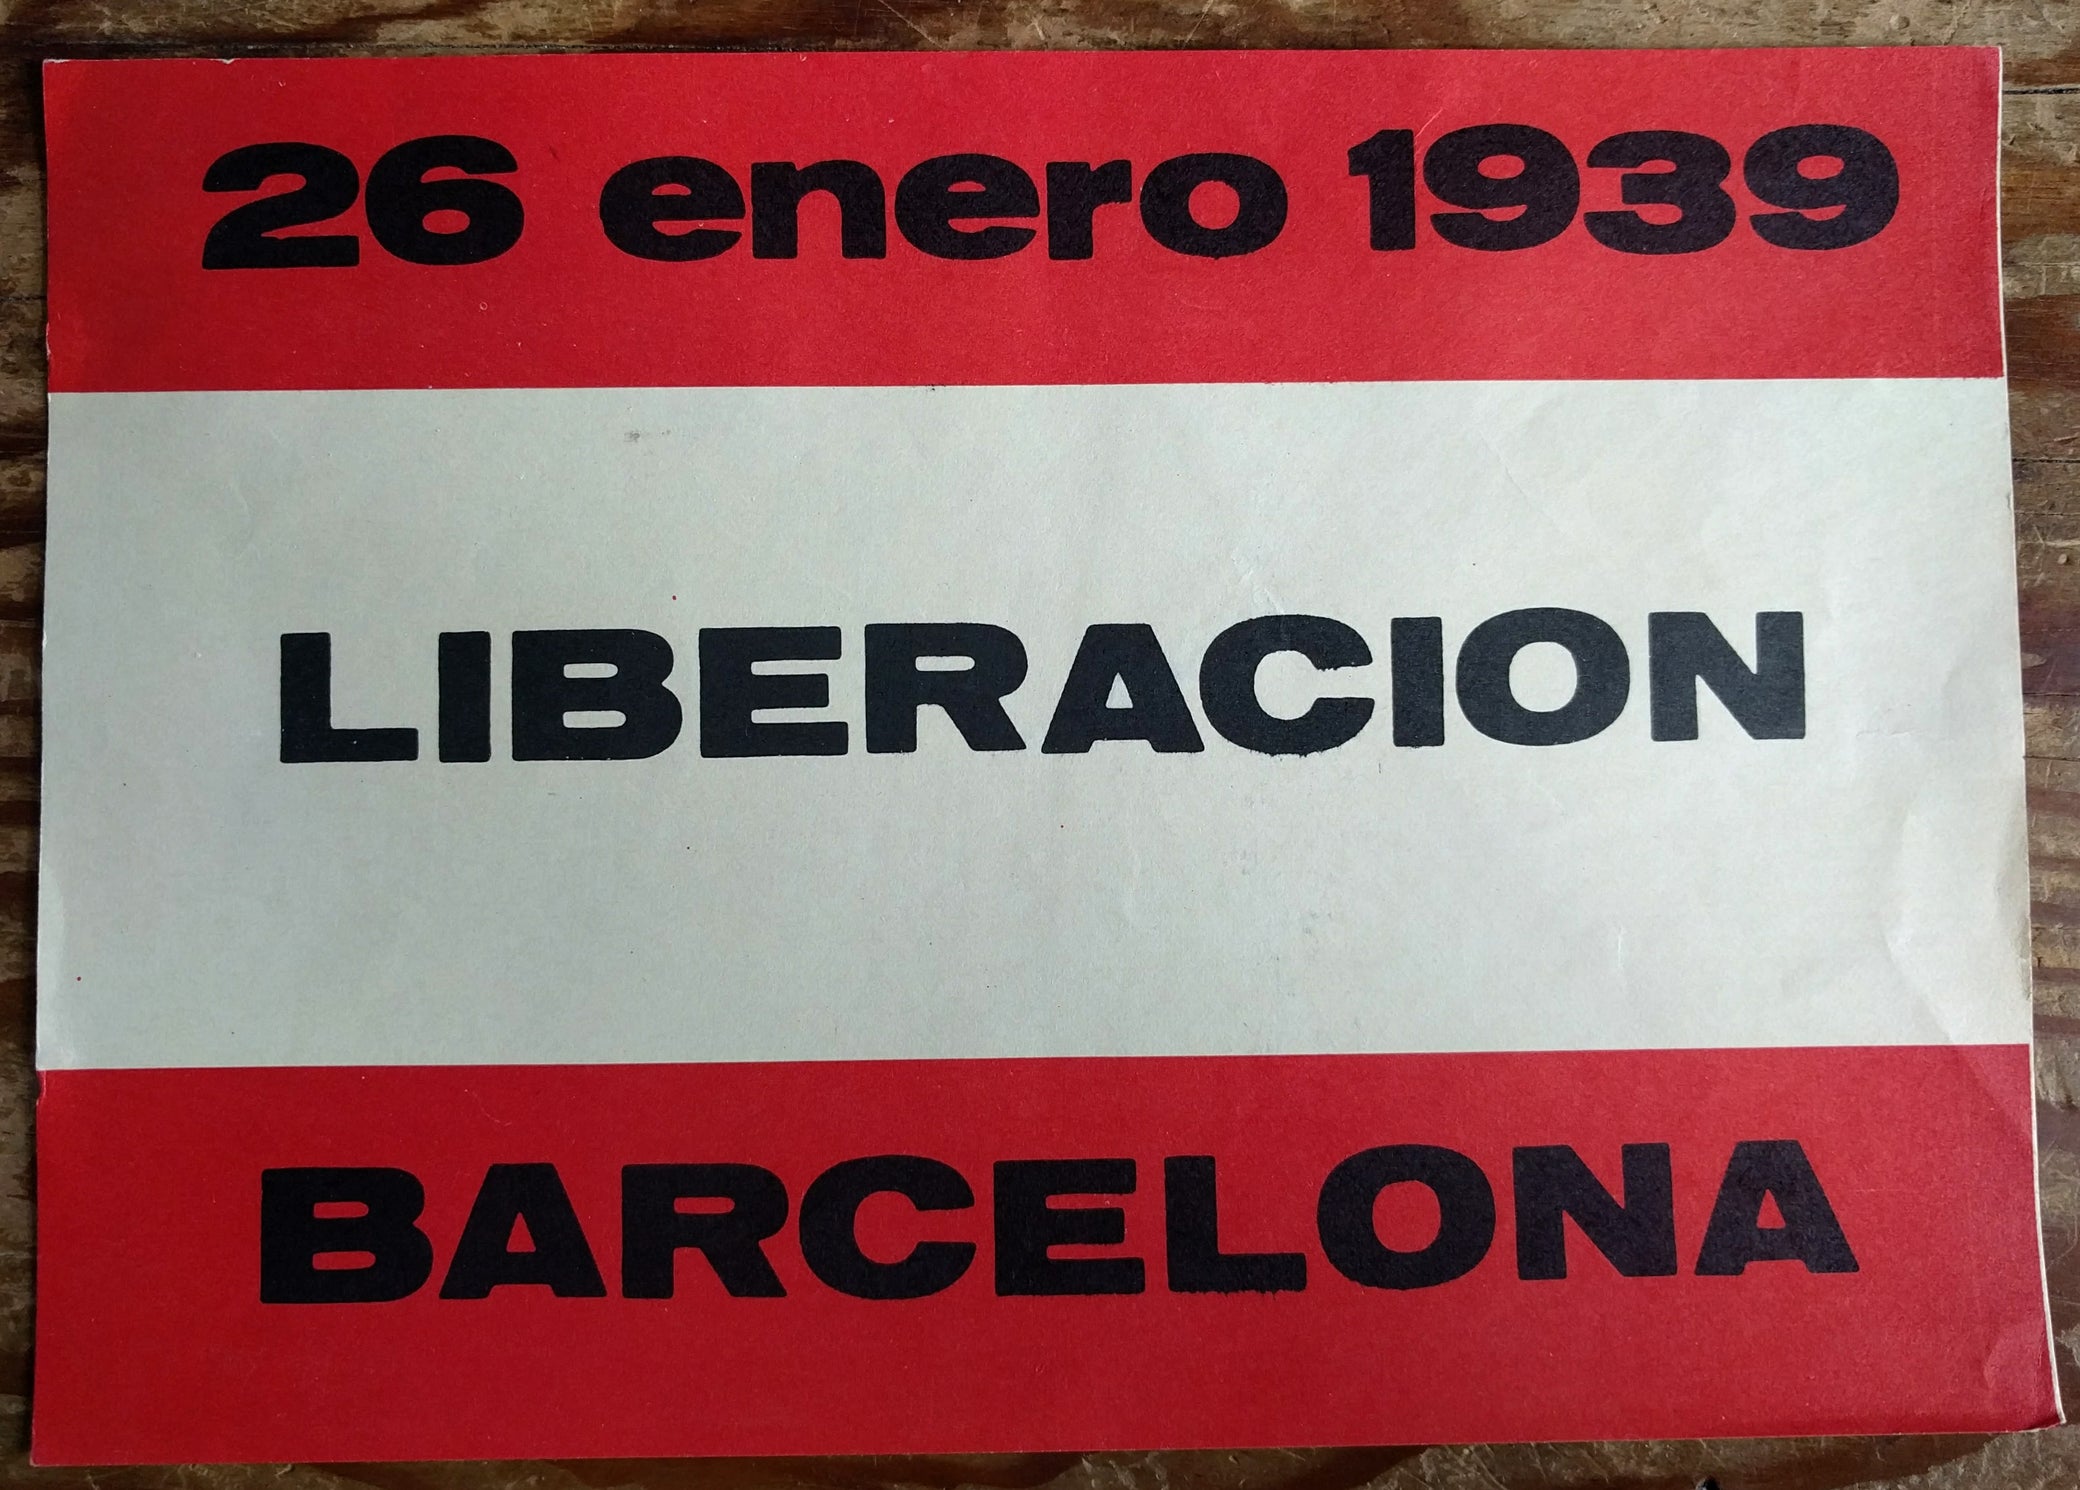 26 enero 1939
LIBERACION
BARCELONA